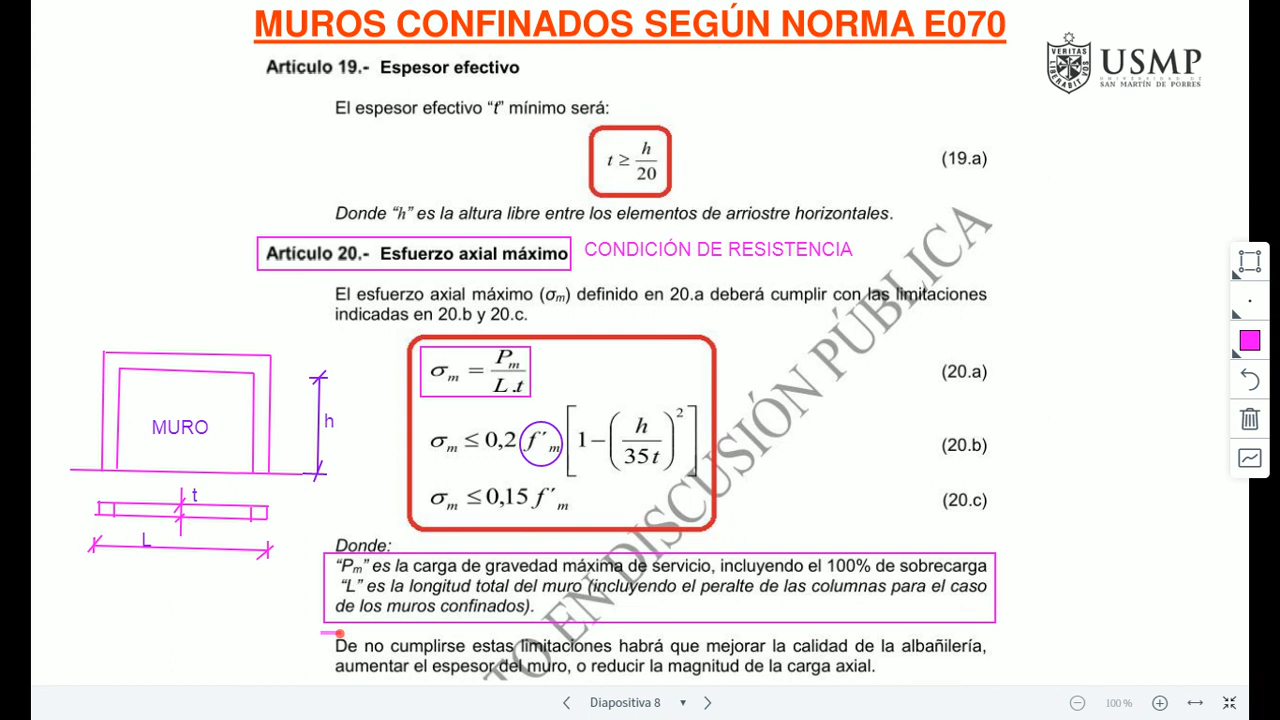 MUROS CONFINADOS SEGÚN NORMA E070
VERITAS
LIBERABIT VOS
USMP
UNIVERSIDAD DE
SAN MARTÍN DE PORRES
Artículo 19.- Espesor efectivo
El espesor efectivo “t” mínimo será:
t ≥ h/20 (19.a)
Donde “h” es la altura libre entre los elementos de arriostre horizontales.
Artículo 20.- Esfuerzo axial máximo CONDICIÓN DE RESISTENCIA
El esfuerzo axial máximo (σm) definido en 20.a deberá cumplir con las limitaciones
indicadas en 20.b y 20.c.
σm = Pm / L.t (20.a)
σm ≤ 0,2 f´m [1 − (h / 35t)²] (20.b)
σm ≤ 0,15 f´m (20.c)
MURO
h
t
L
Donde:
“Pm” es la carga de gravedad máxima de servicio, incluyendo el 100% de sobrecarga
“L” es la longitud total del muro (incluyendo el peralte de las columnas para el caso
de los muros confinados).
De no cumplirse estas limitaciones habrá que mejorar la calidad de la albañilería,
aumentar el espesor del muro, o reducir la magnitud de la carga axial.
TO EN DISCUSIÓN PÚBLICA
Diapositiva 8
100 %